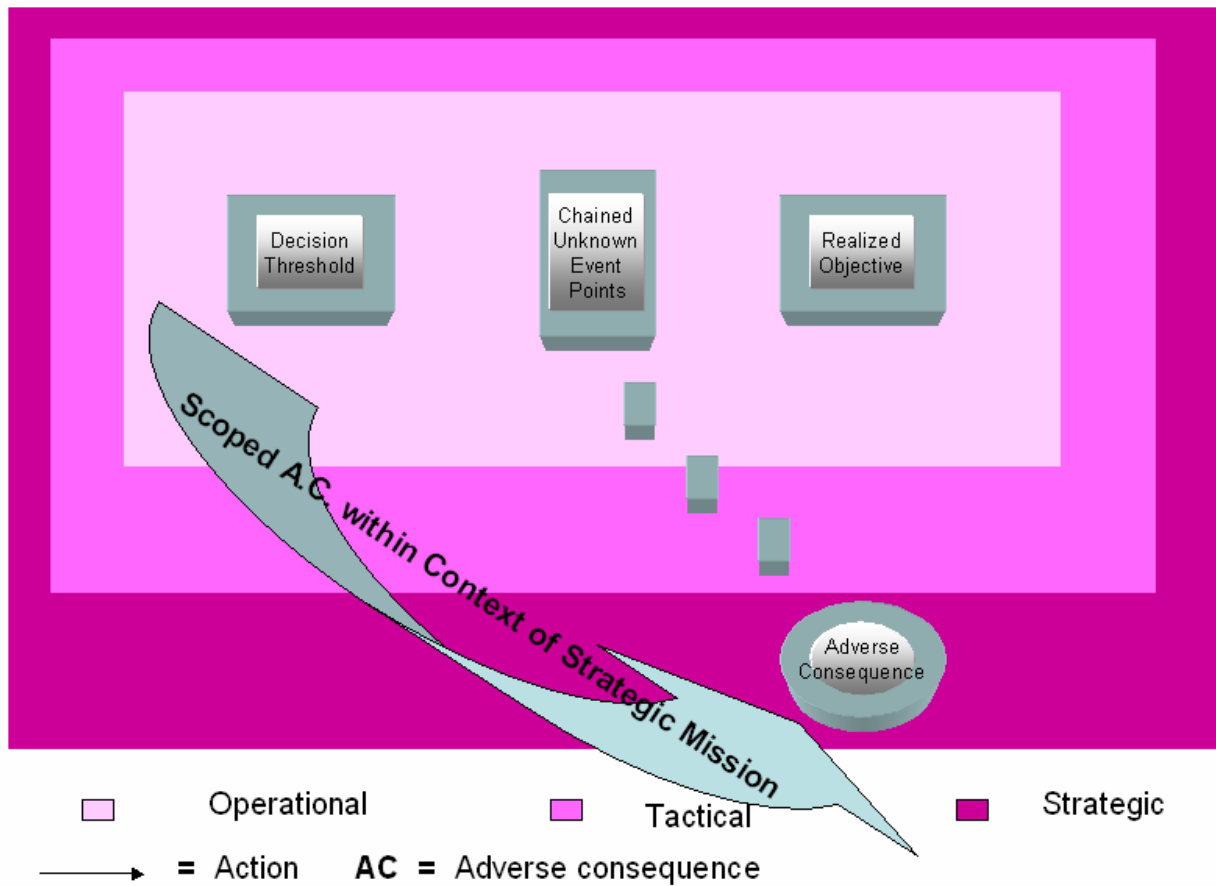 Decision
Threshold
Chained
Unknown
Event
Points
Realized
Objective
Scoped A.C. within Context of Strategic Mission
Adverse
Consequence
Operational
Tactical
Strategic
= Action AC = Adverse consequence